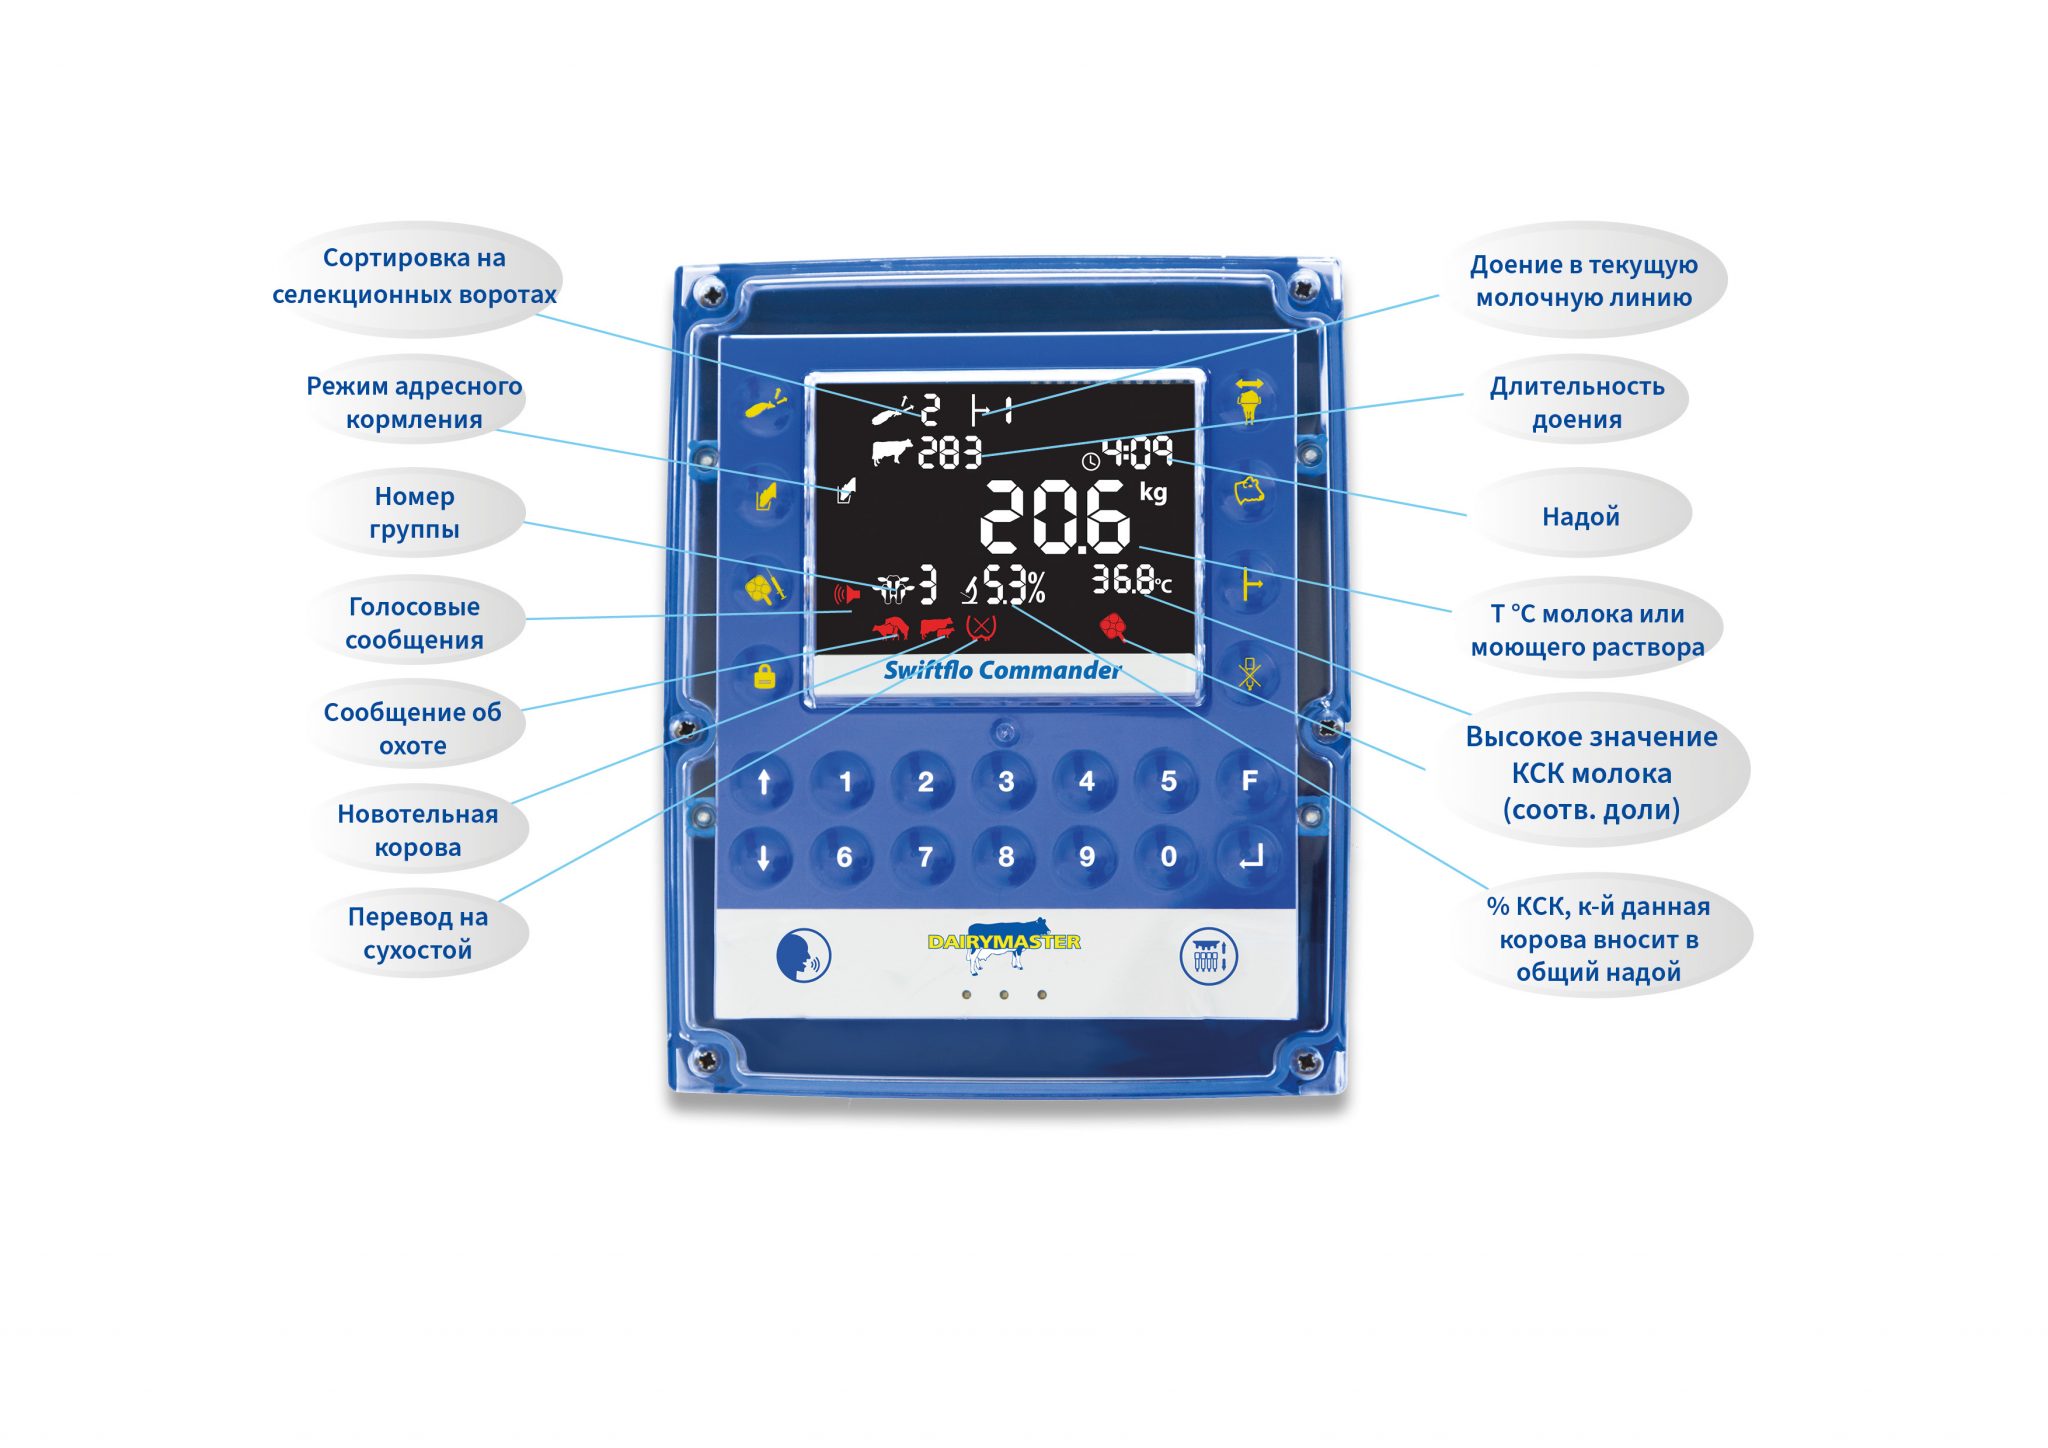 Сортировка на
селекционных воротах
Режим адресного
кормления
Номер
группы
Голосовые
сообщения
Сообщение об
охоте
Новотельная
корова
Перевод на
сухостой
2 1
283 4:09
20.6 kg
3 5.3% 36.8°C
Swiftflo Commander
↑ 1 2 3 4 5 F
↓ 6 7 8 9 0 ↵
DAIRYMASTER
Доение в текущую
молочную линию
Длительность
доения
Надой
Т °С молока или
моющего раствора
Высокое значение
КСК молока
(соотв. доли)
% КСК, к-й данная
корова вносит в
общий надой